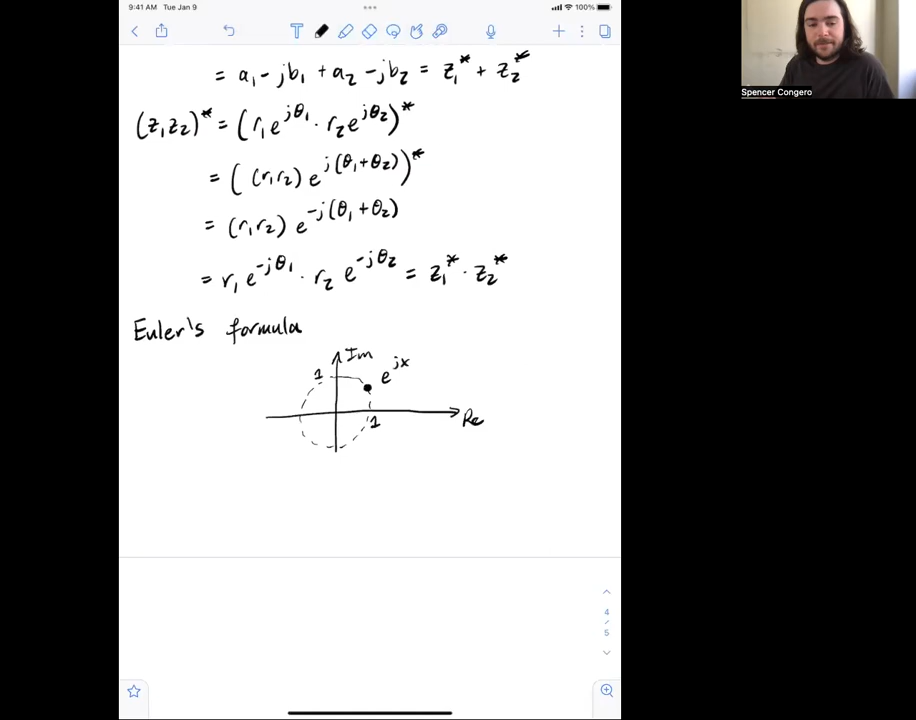 9:41 AM Tue Jan 9
100%
= a₁ - jb₁ + a₂ - jb₂ = z₁* + z₂*
(z₁z₂)* = (r₁e^{jθ₁} · r₂e^{jθ₂})*
= ((r₁r₂) e^{j(θ₁+θ₂)})*
= (r₁r₂) e^{-j(θ₁+θ₂)}
= r₁e^{-jθ₁} · r₂ e^{-jθ₂} = z₁* · z₂*
Euler's formula
Im
1
e^{jx}
Re
1
4
/
5
Spencer Congero